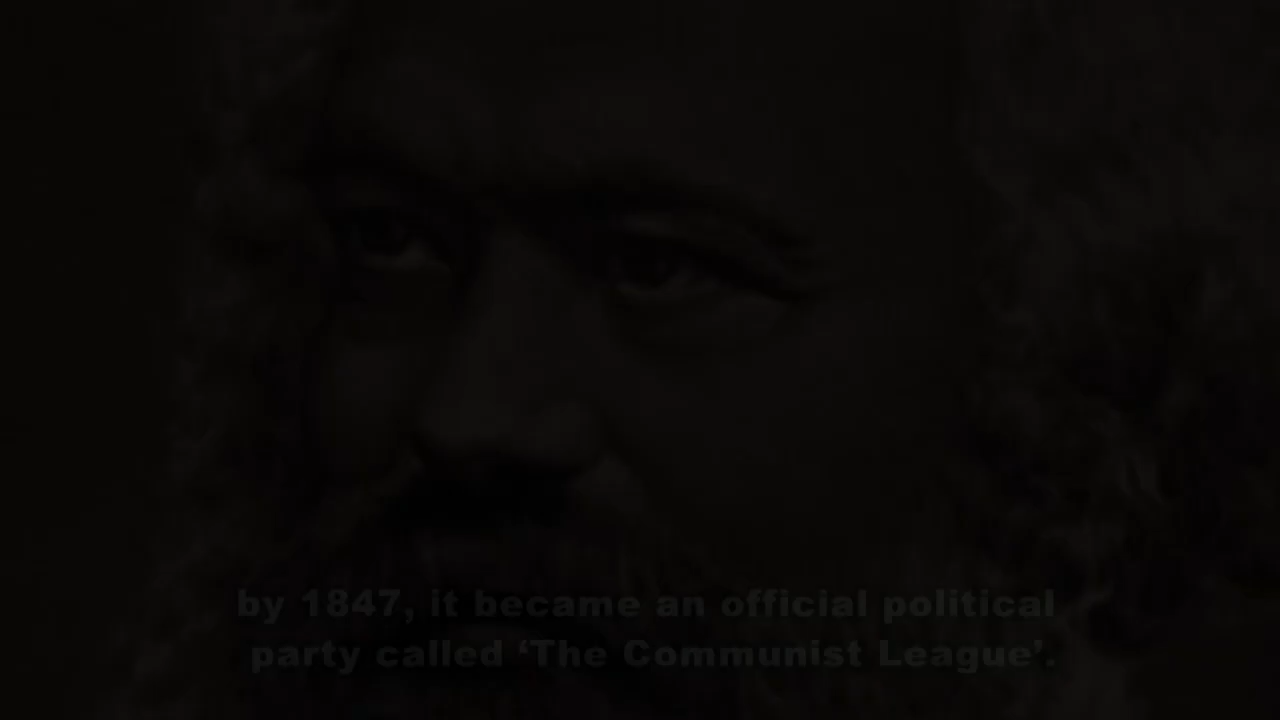 by 1847, it became an official political
party called ‘The Communist League’.